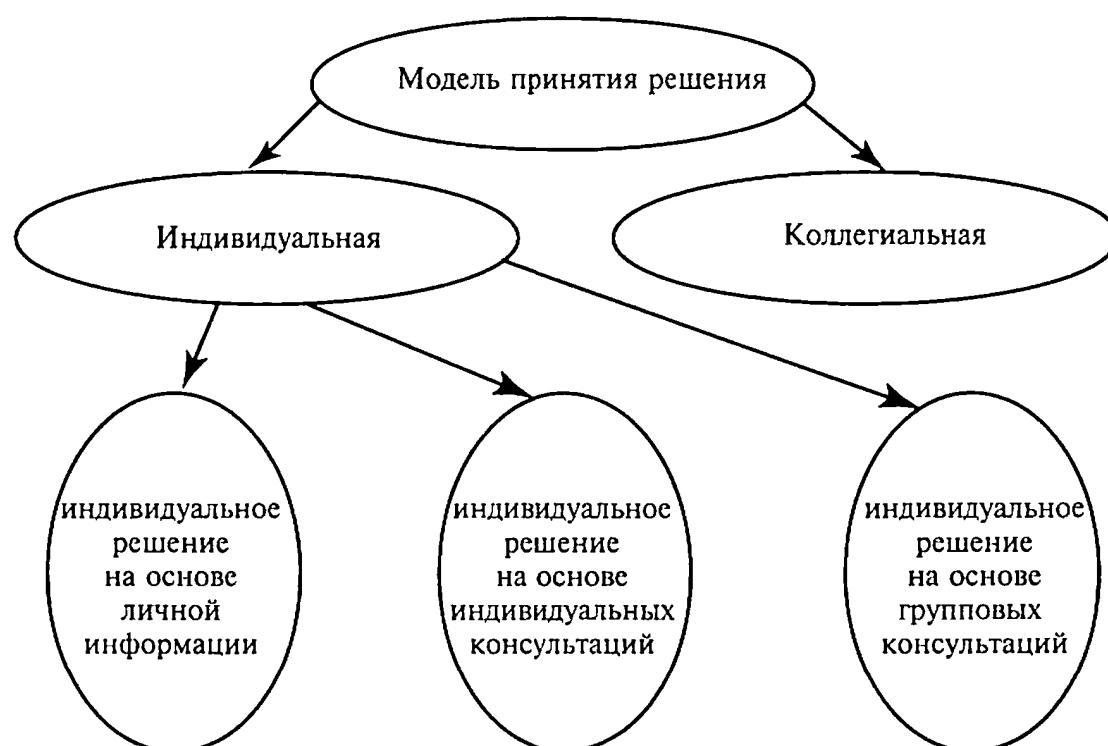 Модель принятия решения
Индивидуальная
Коллегиальная
индивидуальное
решение
на основе
личной
информации
индивидуальное
решение
на основе
индивидуальных
консультаций
индивидуальное
решение
на основе
групповых
консультаций